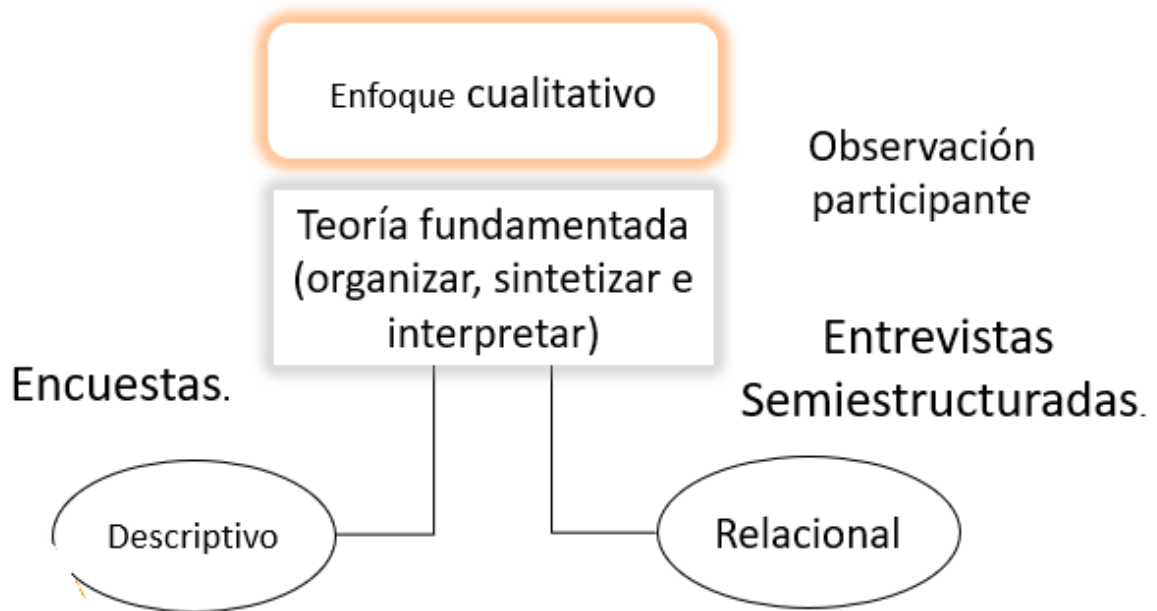 Enfoque cualitativo
Observación
participante
Teoría fundamentada
(organizar, sintetizar e
interpretar)
Entrevistas
Semiestructuradas.
Encuestas.
Descriptivo
Relacional